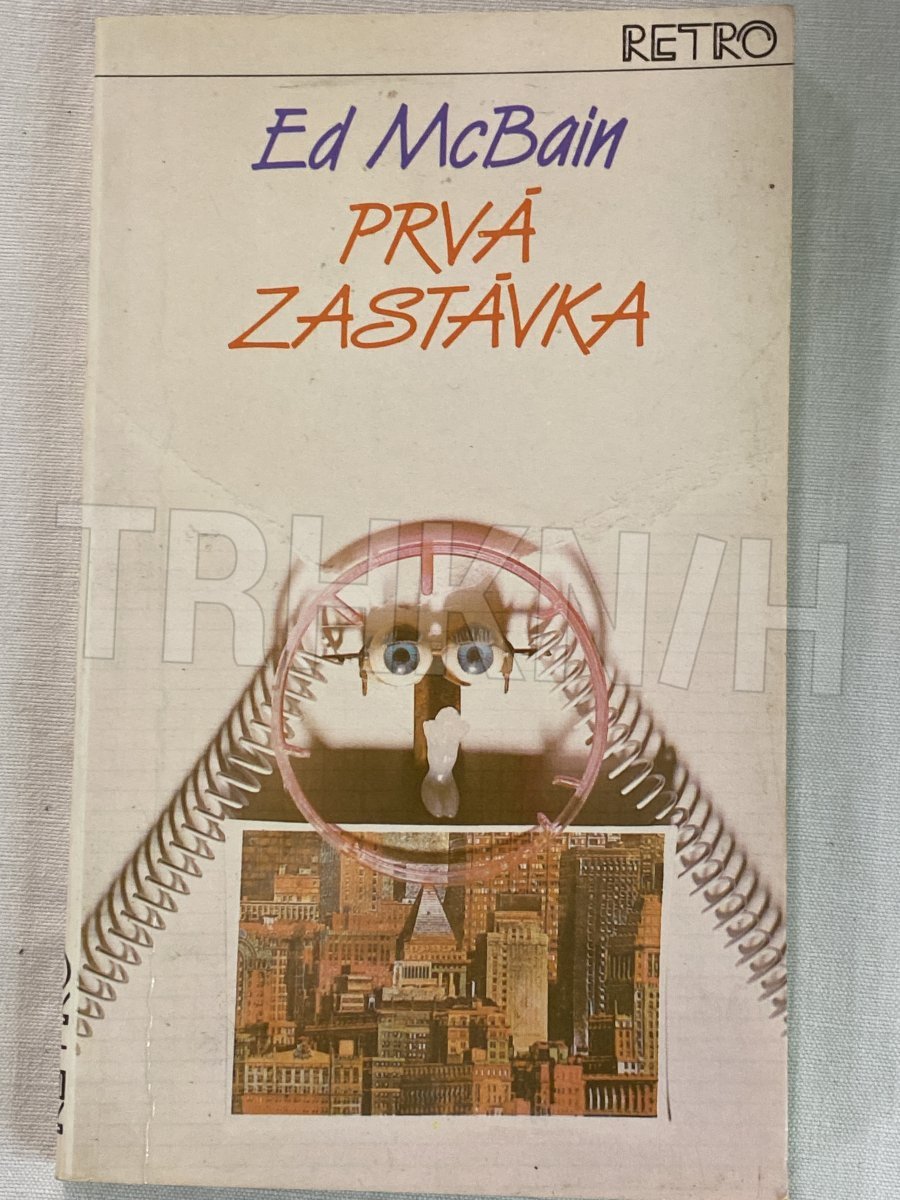 RETRO
Ed McBain
PRVÁ
ZASTÁVKA
TRHKNIH